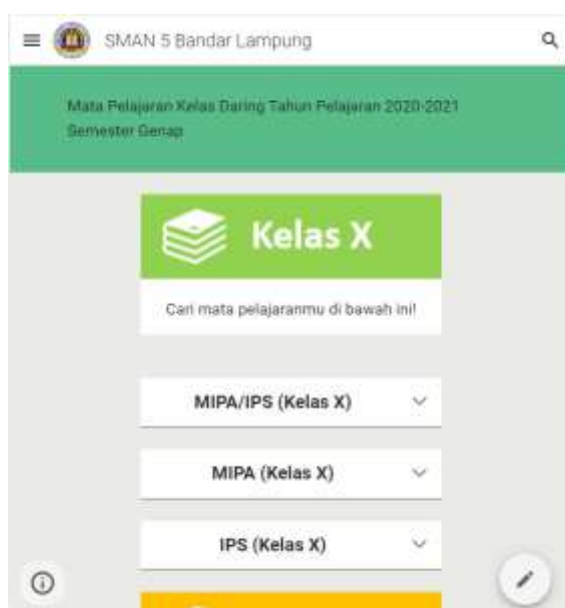 SMAN 5 Bandar Lampung
Mata Pelajaran Kelas Daring Tahun Pelajaran 2020-2021
Semester Genap
Kelas X
Cari mata pelajaranmu di bawah ini!
MIPA/IPS (Kelas X)
MIPA (Kelas X)
IPS (Kelas X)